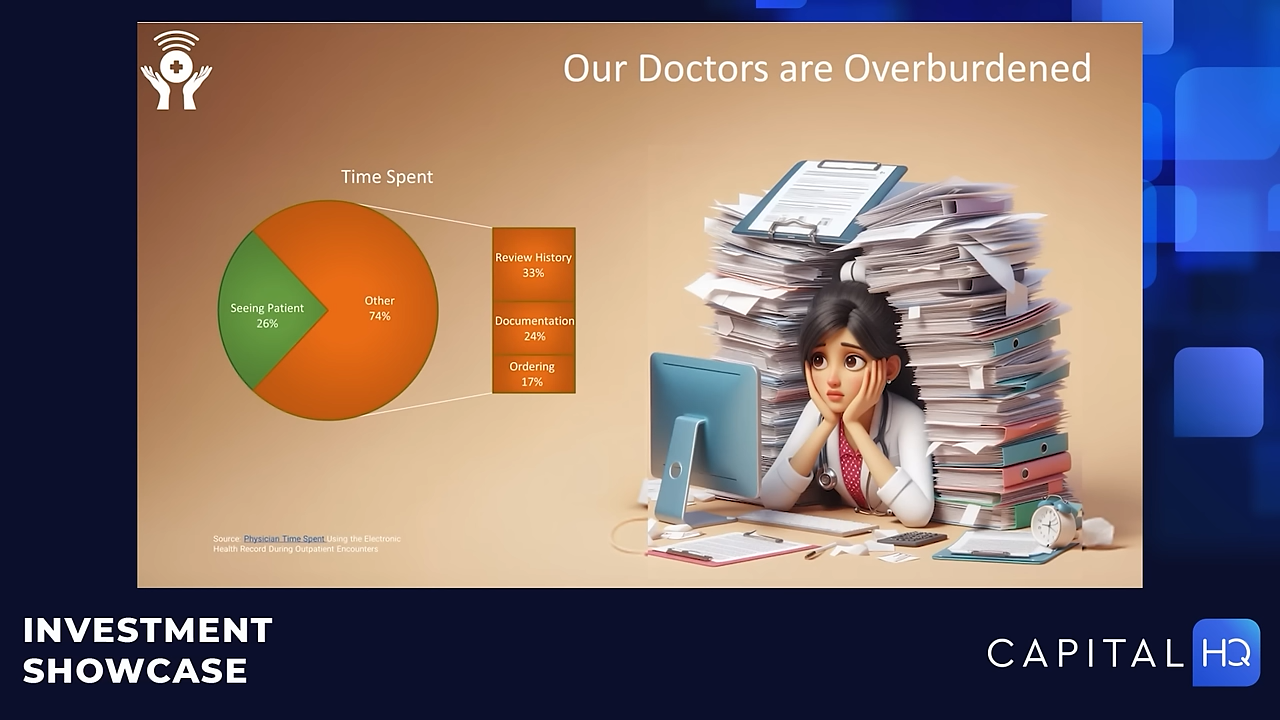 Our Doctors are Overburdened
Time Spent
Seeing Patient
26%
Other
74%
Review History
33%
Documentation
24%
Ordering
17%
Source: Physician Time Spent Using the Electronic
Health Record During Outpatient Encounters
INVESTMENT
SHOWCASE
CAPITAL HQ